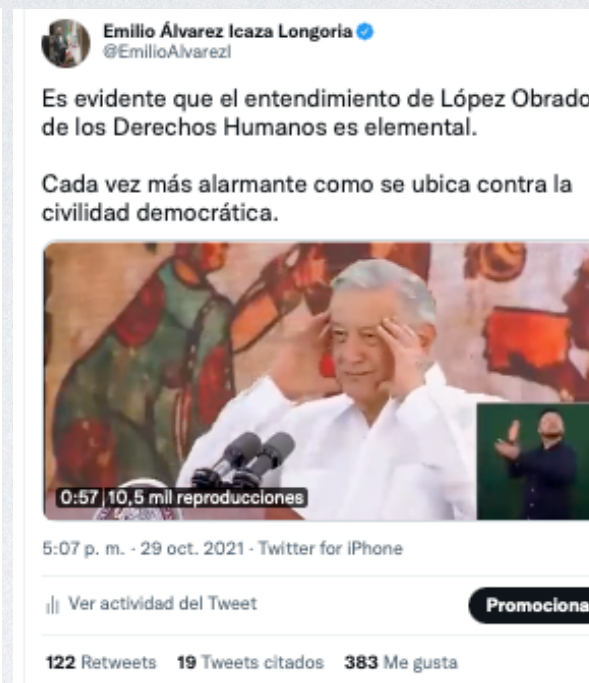 Emilio Álvarez Icaza Longoria
@EmilioAlvarezI
Es evidente que el entendimiento de López Obrado
de los Derechos Humanos es elemental.
Cada vez más alarmante como se ubica contra la
civilidad democrática.
0:57 10,5 mil reproducciones
5:07 p. m. · 29 oct. 2021 · Twitter for iPhone
Ver actividad del Tweet
Promociona
122 Retweets 19 Tweets citados 383 Me gusta